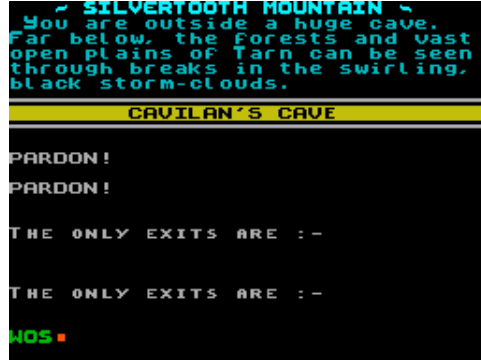 ~ SILVERTOOTH MOUNTAIN ~
You are outside a huge cave.
Far below, the forests and vast
open plains of Tarn can be seen
through breaks in the swirling,
black storm-clouds.
CAVILAN'S CAVE
PARDON!
PARDON!
THE ONLY EXITS ARE :-
THE ONLY EXITS ARE :-
WOS